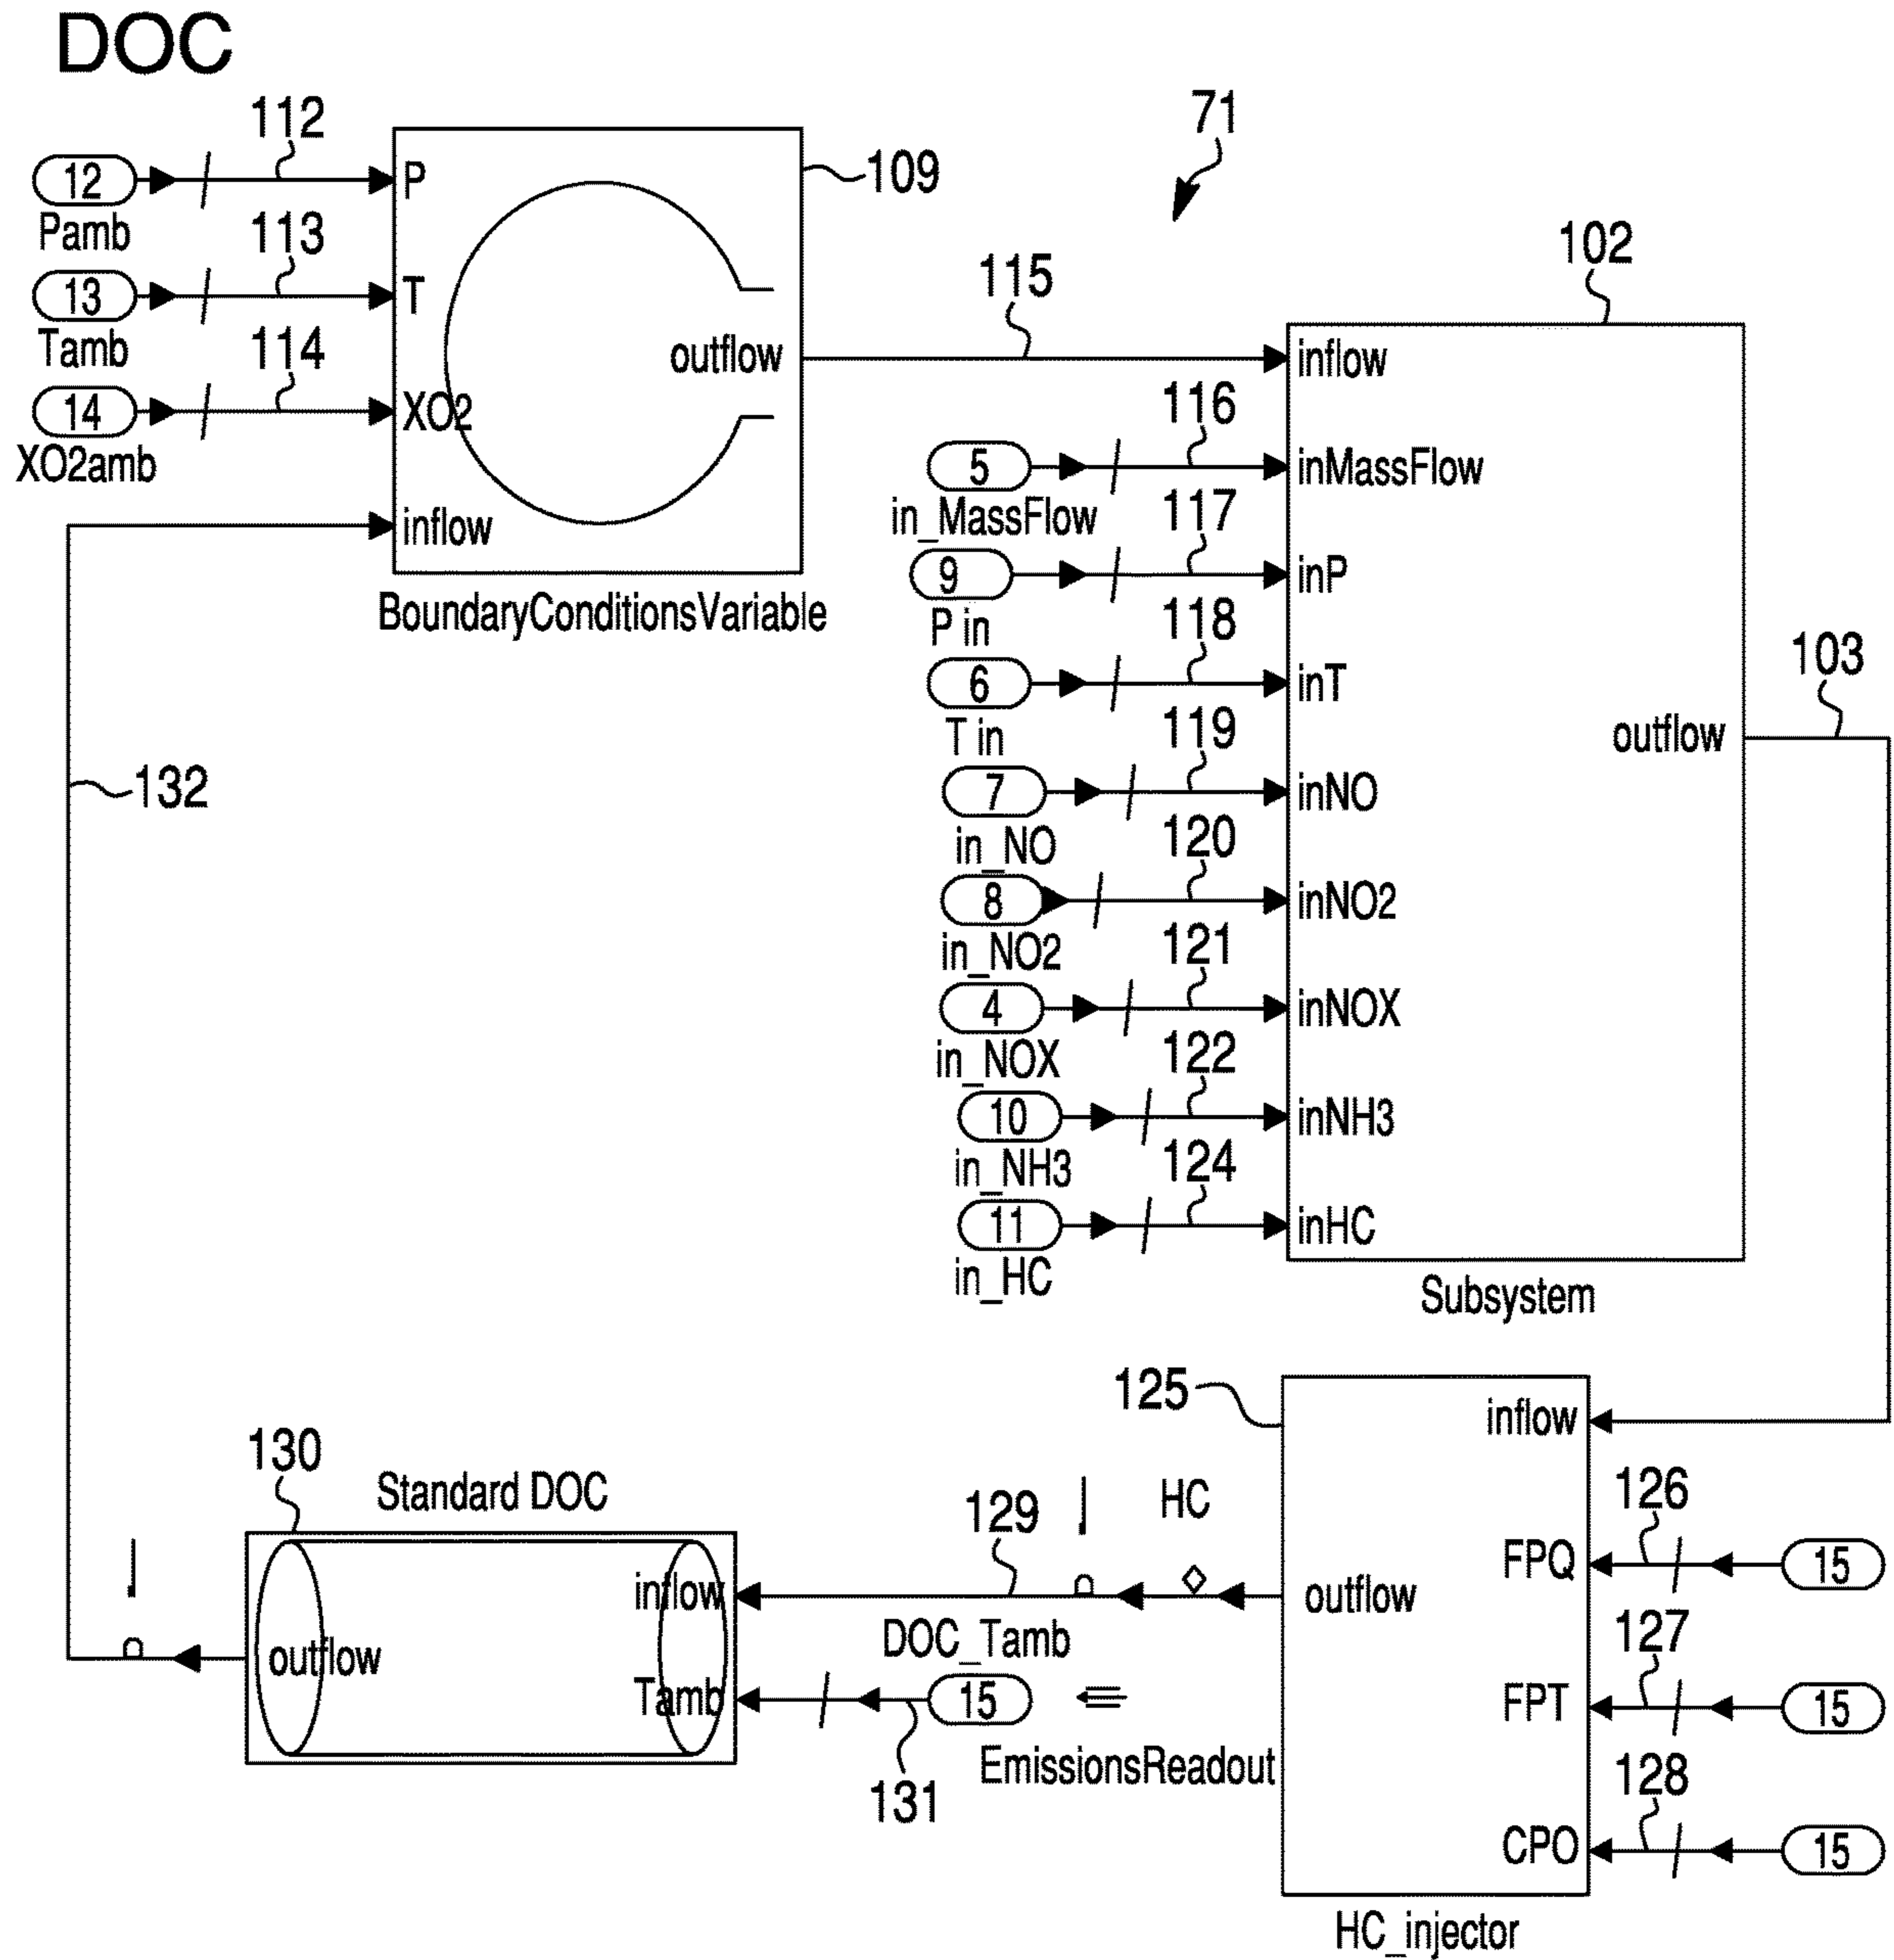 DOC
112
12
P
Pamb
113
13
T
Tamb
114
14
XO2
XO2amb
inflow
outflow
109
BoundaryConditionsVariable
71
115
102
inflow
116
5
inMassFlow
in_MassFlow
117
9
inP
P in
118
6
inT
T in
119
7
inNO
in_NO
120
8
inNO2
in_NO2
121
4
inNOX
in_NOX
122
10
inNH3
in_NH3
124
11
inHC
in_HC
outflow
103
Subsystem
132
125
inflow
126
FPQ
15
127
FPT
15
128
CPO
15
outflow
HC_injector
HC
129
130
Standard DOC
inflow
outflow
Tamb
DOC_Tamb
15
131
EmissionsReadout